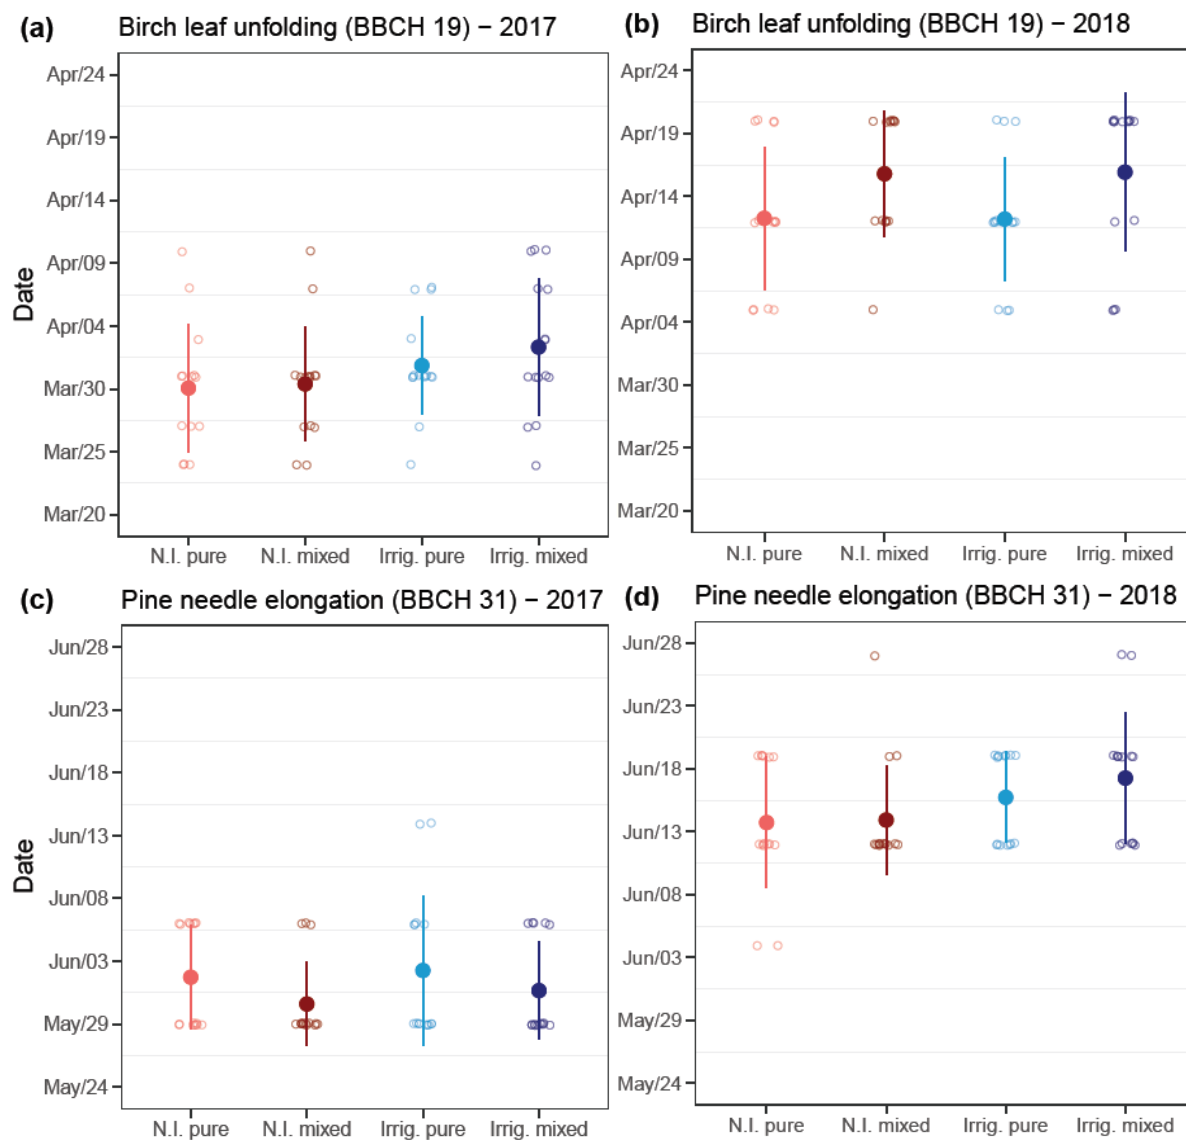 (a) Birch leaf unfolding (BBCH 19) − 2017
Apr/24
Apr/19
Apr/14
Apr/09
Apr/04
Mar/30
Mar/25
Mar/20
Date
N.I. pure N.I. mixed Irrig. pure Irrig. mixed
(b) Birch leaf unfolding (BBCH 19) − 2018
Apr/24
Apr/19
Apr/14
Apr/09
Apr/04
Mar/30
Mar/25
Mar/20
N.I. pure N.I. mixed Irrig. pure Irrig. mixed
(c) Pine needle elongation (BBCH 31) − 2017
Jun/28
Jun/23
Jun/18
Jun/13
Jun/08
Jun/03
May/29
May/24
Date
N.I. pure N.I. mixed Irrig. pure Irrig. mixed
(d) Pine needle elongation (BBCH 31) − 2018
Jun/28
Jun/23
Jun/18
Jun/13
Jun/08
Jun/03
May/29
May/24
N.I. pure N.I. mixed Irrig. pure Irrig. mixed